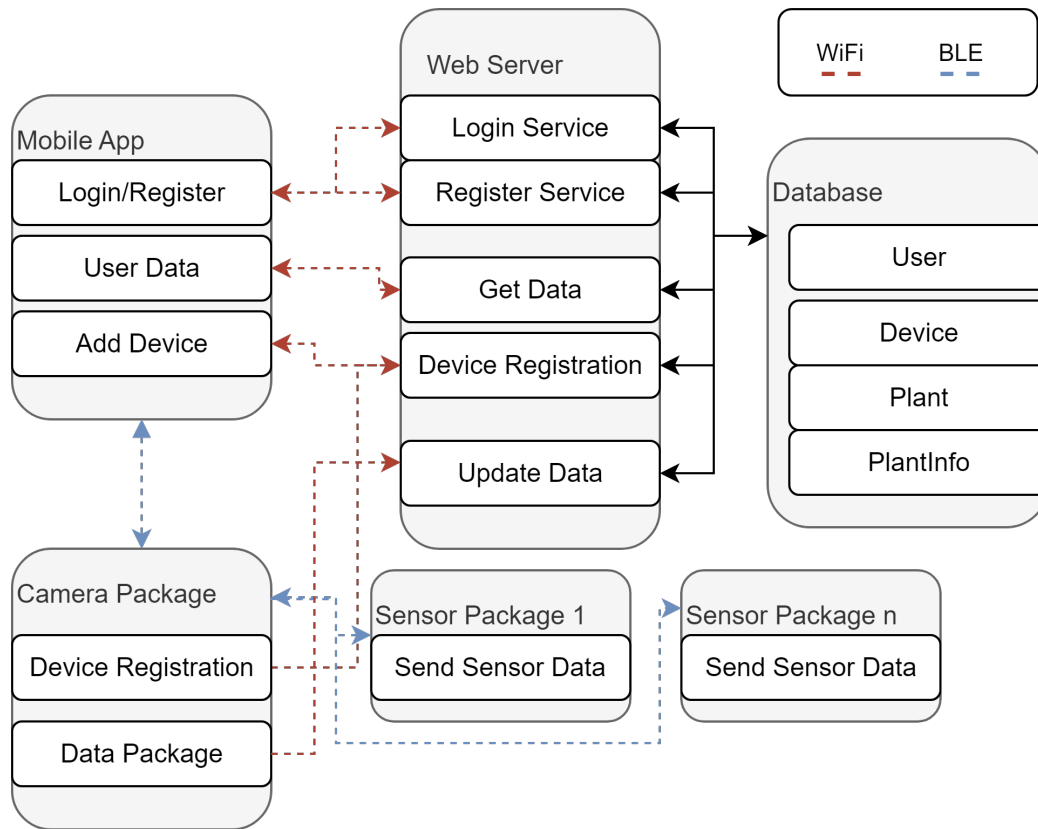 WiFi
BLE
Web Server
Login Service
Register Service
Get Data
Device Registration
Update Data
Mobile App
Login/Register
User Data
Add Device
Database
User
Device
Plant
PlantInfo
Camera Package
Device Registration
Data Package
Sensor Package 1
Send Sensor Data
Sensor Package n
Send Sensor Data